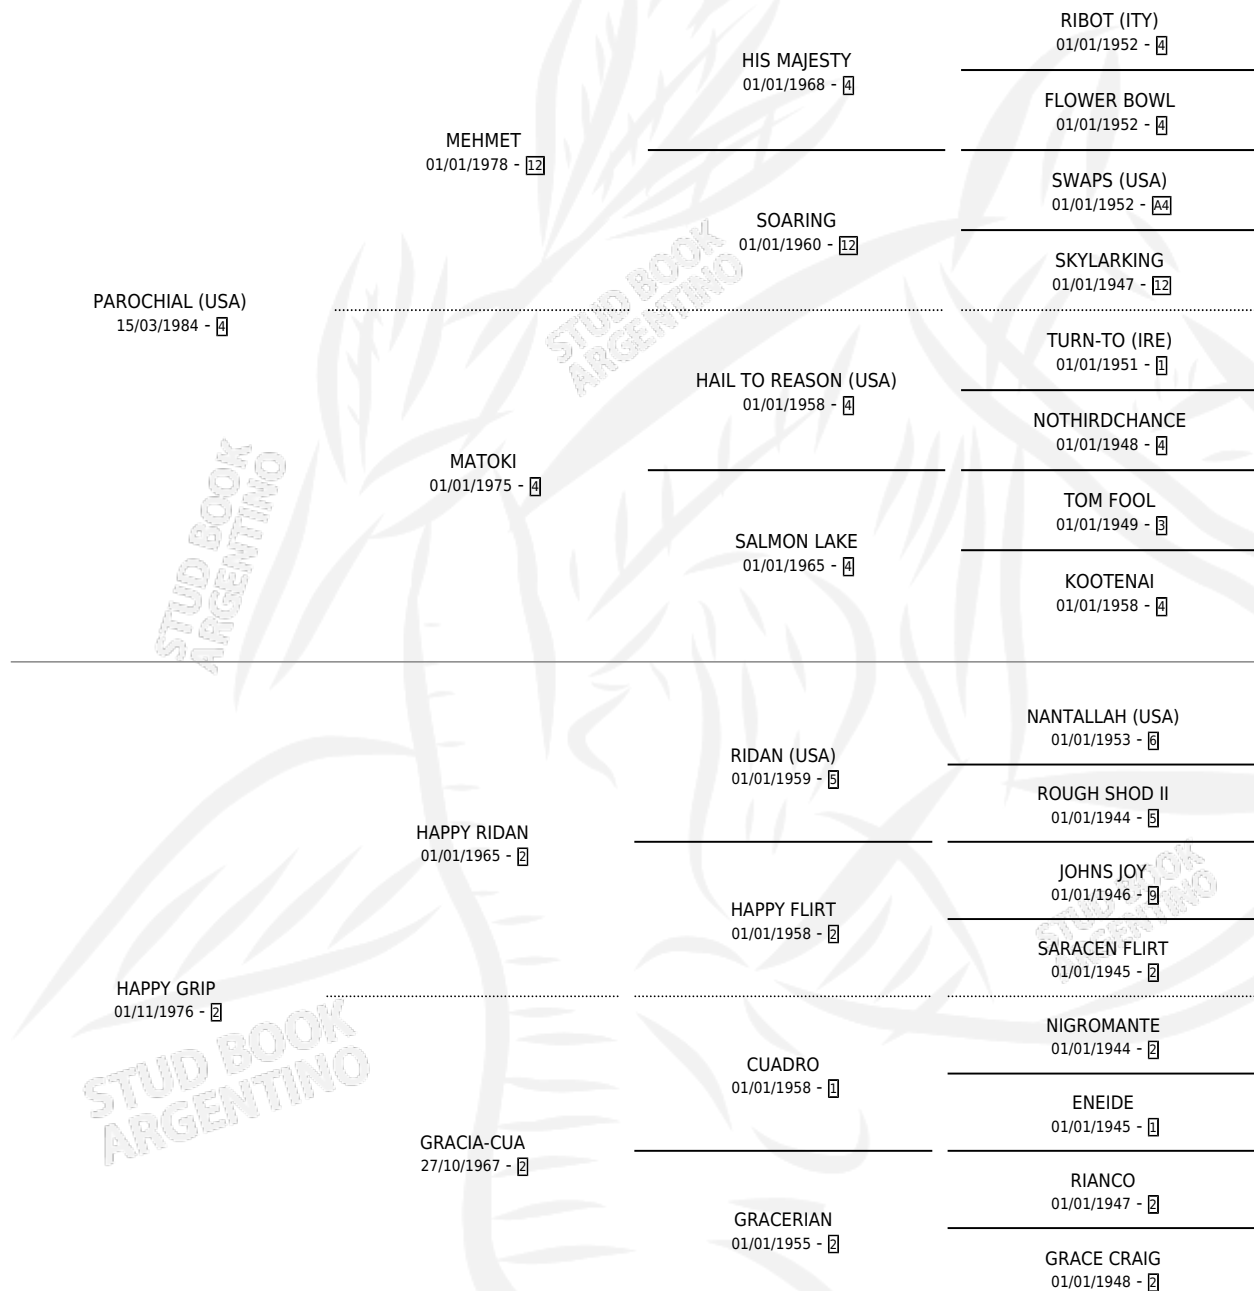 RIBOT (ITY)
01/01/1952 - 4
HIS MAJESTY
01/01/1968 - 4
FLOWER BOWL
01/01/1952 - 4
MEHMET
01/01/1978 - 12
SWAPS (USA)
01/01/1952 - A4
SOARING
01/01/1960 - 12
SKYLARKING
01/01/1947 - 12
PAROCHIAL (USA)
15/03/1984 - 4
STUD BOOK
ARGENTINO
TURN-TO (IRE)
01/01/1951 - 1
HAIL TO REASON (USA)
01/01/1958 - 4
NOTHIRDCHANCE
01/01/1948 - 4
MATOKI
01/01/1975 - 4
TOM FOOL
01/01/1949 - 3
SALMON LAKE
01/01/1965 - 4
KOOTENAI
01/01/1958 - 4
STUD BOOK
ARGENTINO
NANTALLAH (USA)
01/01/1953 - 6
RIDAN (USA)
01/01/1959 - 5
ROUGH SHOD II
01/01/1944 - 5
HAPPY RIDAN
01/01/1965 - 2
JOHNS JOY
01/01/1946 - 9
HAPPY FLIRT
01/01/1958 - 2
STUD BOOK
ARGENTINO
SARACEN FLIRT
01/01/1945 - 2
HAPPY GRIP
01/11/1976 - 2
NIGROMANTE
01/01/1944 - 2
CUADRO
01/01/1958 - 1
STUD BOOK
ARGENTINO
ENEIDE
01/01/1945 - 1
GRACIA-CUA
27/10/1967 - 2
RIANCO
01/01/1947 - 2
GRACERIAN
01/01/1955 - 2
GRACE CRAIG
01/01/1948 - 2